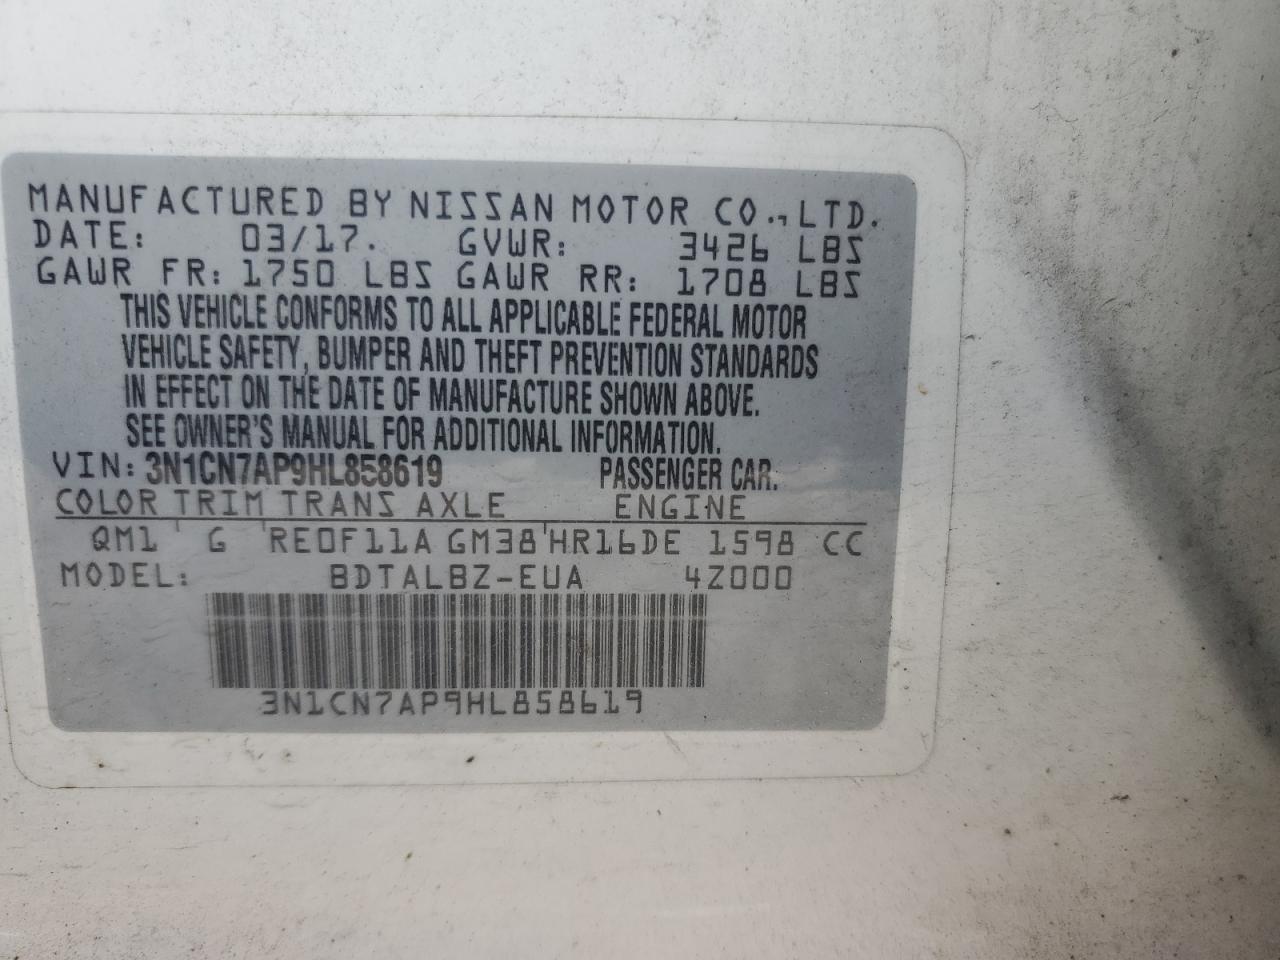 MANUFACTURED BY NISSAN MOTOR CO., LTD.
DATE: 03/17. GVWR: 3426 LBS
GAWR FR: 1750 LBS GAWR RR: 1708 LBS
THIS VEHICLE CONFORMS TO ALL APPLICABLE FEDERAL MOTOR
VEHICLE SAFETY, BUMPER AND THEFT PREVENTION STANDARDS
IN EFFECT ON THE DATE OF MANUFACTURE SHOWN ABOVE.
SEE OWNER'S MANUAL FOR ADDITIONAL INFORMATION.
VIN: 3N1CN7AP9HL858619 PASSENGER CAR.
COLOR TRIM TRANS AXLE ENGINE
QM1 G RE0F11A GM38 HR16DE 1598 CC
MODEL: BDTALBZ-EUA 4Z000
3N1CN7AP9HL858619